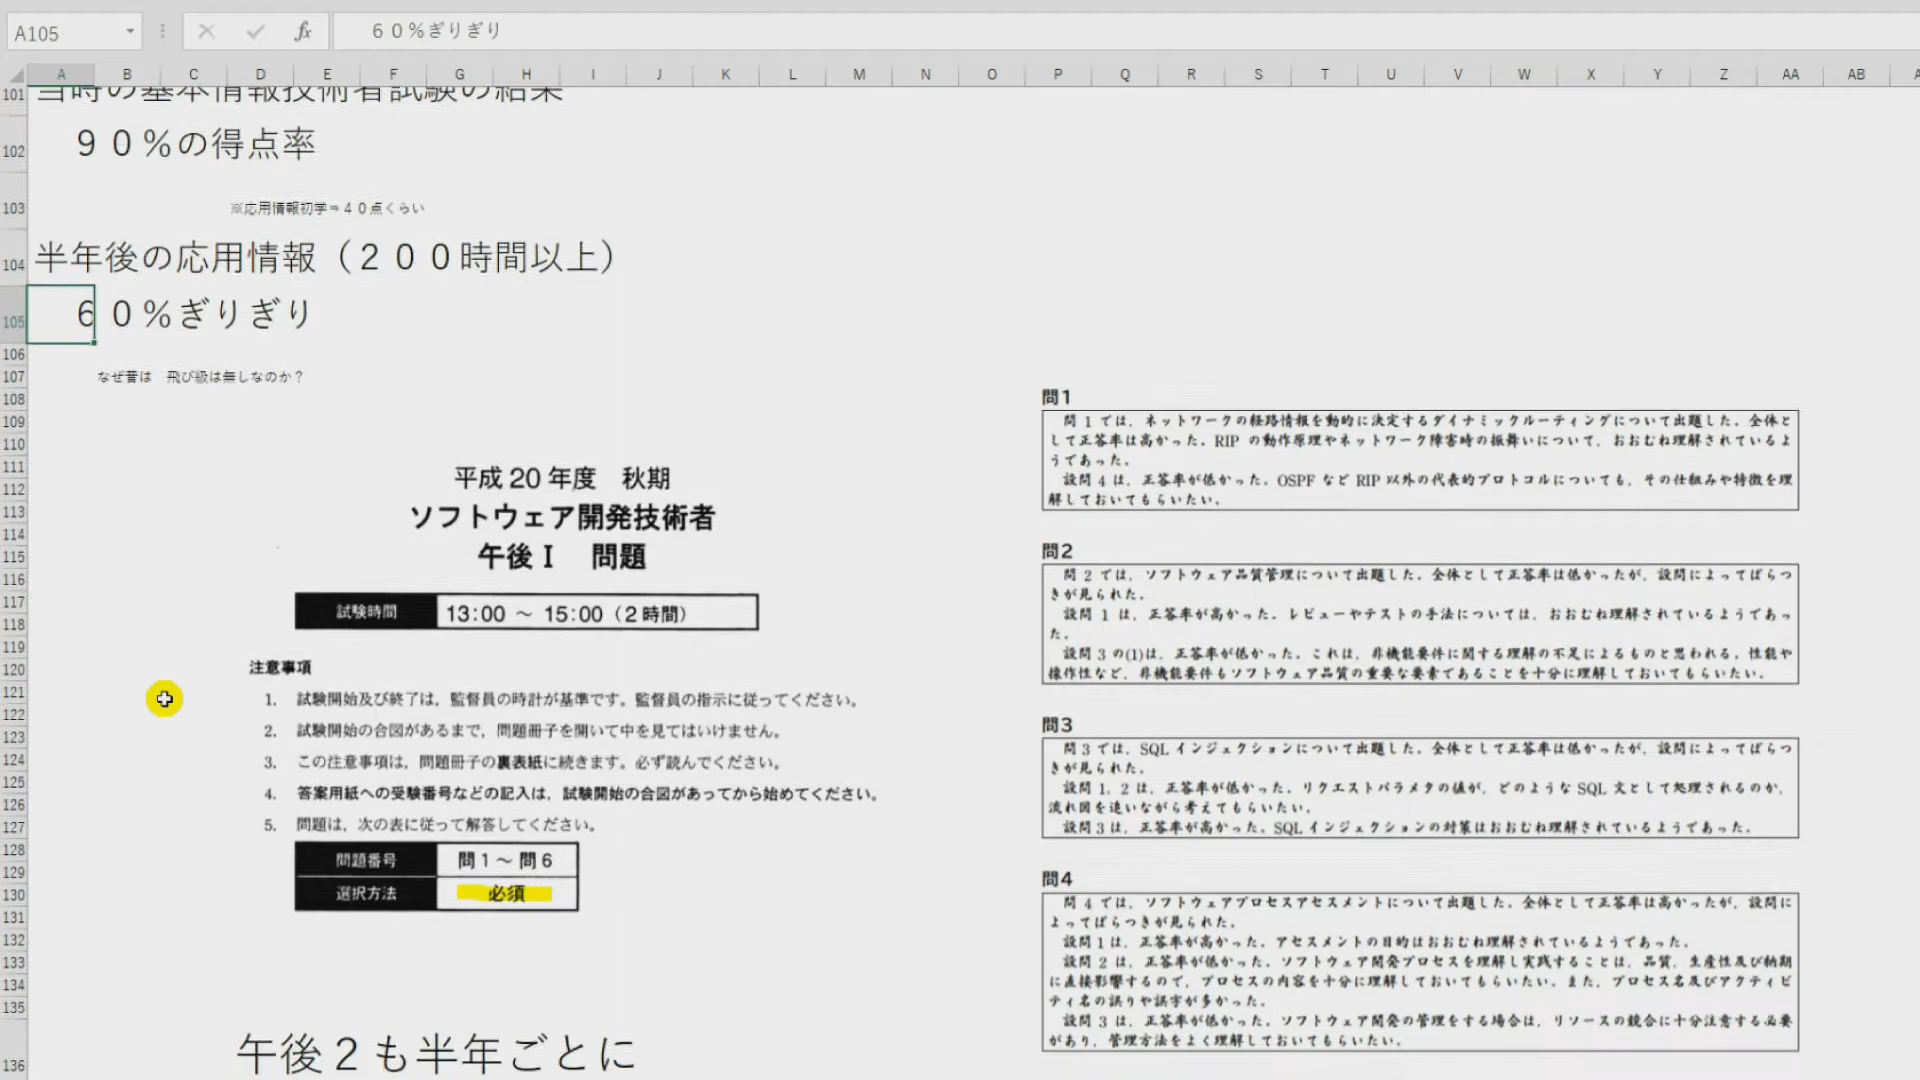 A105
fx
６０％ぎりぎり
A B C D E F G H I J K L M N O P Q R S T U V W X Y Z AA AB
101 当時の基本情報技術者試験の結果
102 ９０％の得点率
103 ※応用情報初学⇒４０点くらい
104 半年後の応用情報（２００時間以上）
105 ６０％ぎりぎり
106
107 なぜ昔は　飛び級は無しなのか？
108
109
110
111
112
113
114
115
116
117
118
119
120
121
122
123
124
125
126
127
128
129
130
131
132
133
134
135
136
平成 20 年度　秋期
ソフトウェア開発技術者
午後Ⅰ　問題
試験時間 13:00 ～ 15:00（2 時間）
注意事項
1. 試験開始及び終了は，監督員の時計が基準です。監督員の指示に従ってください。
2. 試験開始の合図があるまで，問題冊子を開いて中を見てはいけません。
3. この注意事項は，問題冊子の裏表紙に続きます。必ず読んでください。
4. 答案用紙への受験番号などの記入は，試験開始の合図があってから始めてください。
5. 問題は，次の表に従って解答してください。
問題番号 問 1 ～ 問 6
選択方法 必須
午後２も半年ごとに
問1
問 1 では，ネットワークの経路情報を動的に決定するダイナミックルーティングについて出題した。全体と
して正答率は高かった。RIP の動作原理やネットワーク障害時の振舞いについて，おおむね理解されているよ
うであった。
設問 4 は，正答率が低かった。OSPF など RIP 以外の代表的プロトコルについても，その仕組みや特徴を理
解しておいてもらいたい。
問2
問 2 では，ソフトウェア品質管理について出題した。全体として正答率は低かったが，設問によってばらつ
きが見られた。
設問 1 は，正答率が高かった。レビューやテストの手法については，おおむね理解されているようであっ
た。
設問 3 の(1)は，正答率が低かった。これは，非機能要件に関する理解の不足によるものと思われる。性能や
操作性など，非機能要件もソフトウェア品質の重要な要素であることを十分に理解しておいてもらいたい。
問3
問 3 では，SQL インジェクションについて出題した。全体として正答率は低かったが，設問によってばらつ
きが見られた。
設問 1，2 は，正答率が低かった。リクエストパラメタの値が，どのような SQL 文として処理されるのか，
流れ図を追いながら考えてもらいたい。
設問 3 は，正答率が高かった。SQL インジェクションの対策はおおむね理解されているようであった。
問4
問 4 では，ソフトウェアプロセスアセスメントについて出題した。全体として正答率は高かったが，設問に
よってばらつきが見られた。
設問 1 は，正答率が高かった。アセスメントの目的はおおむね理解されているようであった。
設問 2 は，正答率が低かった。ソフトウェア開発プロセスを理解し実践することは，品質，生産性及び納期
に直接影響するので，プロセスの内容を十分に理解しておいてもらいたい。また，プロセス名及びアクティビ
ティ名の誤りや誤字が多かった。
設問 3 は，正答率が低かった。ソフトウェア開発の管理をする場合は，リソースの競合に十分注意する必要
があり，管理方法をよく理解しておいてもらいたい。